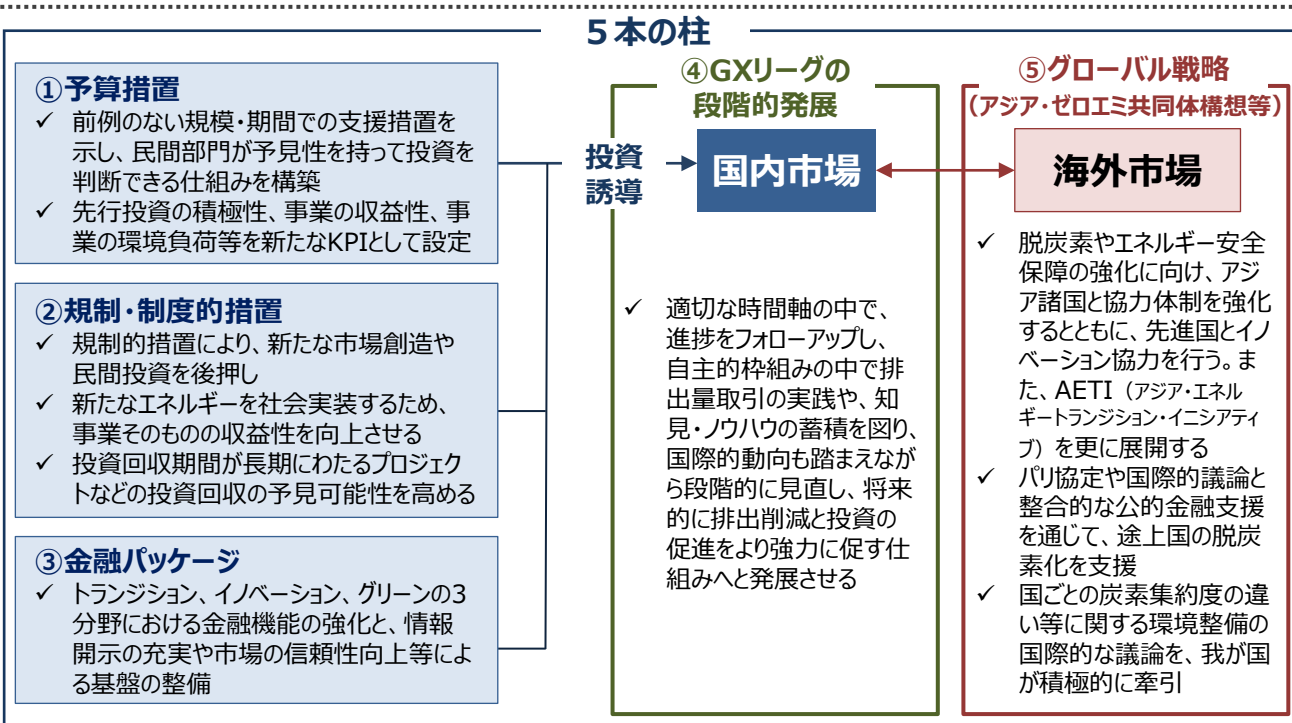 5本の柱
①予算措置
✓ 前例のない規模・期間での支援措置を
示し、民間部門が予見性を持って投資を
判断できる仕組みを構築
✓ 先行投資の積極性、事業の収益性、事
業の環境負荷等を新たなKPIとして設定
②規制・制度的措置
✓ 規制的措置により、新たな市場創造や
民間投資を後押し
✓ 新たなエネルギーを社会実装するため、
事業そのものの収益性を向上させる
✓ 投資回収期間が長期にわたるプロジェク
トなどの投資回収の予見可能性を高める
③金融パッケージ
✓ トランジション、イノベーション、グリーンの3
分野における金融機能の強化と、情報
開示の充実や市場の信頼性向上等によ
る基盤の整備
投資
誘導
④GXリーグの
段階的発展
国内市場
✓ 適切な時間軸の中で、
進捗をフォローアップし、
自主的枠組みの中で排
出量取引の実践や、知
見・ノウハウの蓄積を図り、
国際的動向も踏まえなが
ら段階的に見直し、将来
的に排出削減と投資の
促進をより強力に促す仕
組みへと発展させる
⑤グローバル戦略
(アジア・ゼロエミ共同体構想等)
海外市場
✓ 脱炭素やエネルギー安全
保障の強化に向け、アジ
ア諸国と協力体制を強化
するとともに、先進国とイノ
ベーション協力を行う。ま
た、AETI（アジア・エネル
ギートランジション・イニシアティ
ブ）を更に展開する
✓ パリ協定や国際的議論と
整合的な公的金融支援
を通じて、途上国の脱炭
素化を支援
✓ 国ごとの炭素集約度の違
い等に関する環境整備の
国際的な議論を、我が国
が積極的に牽引